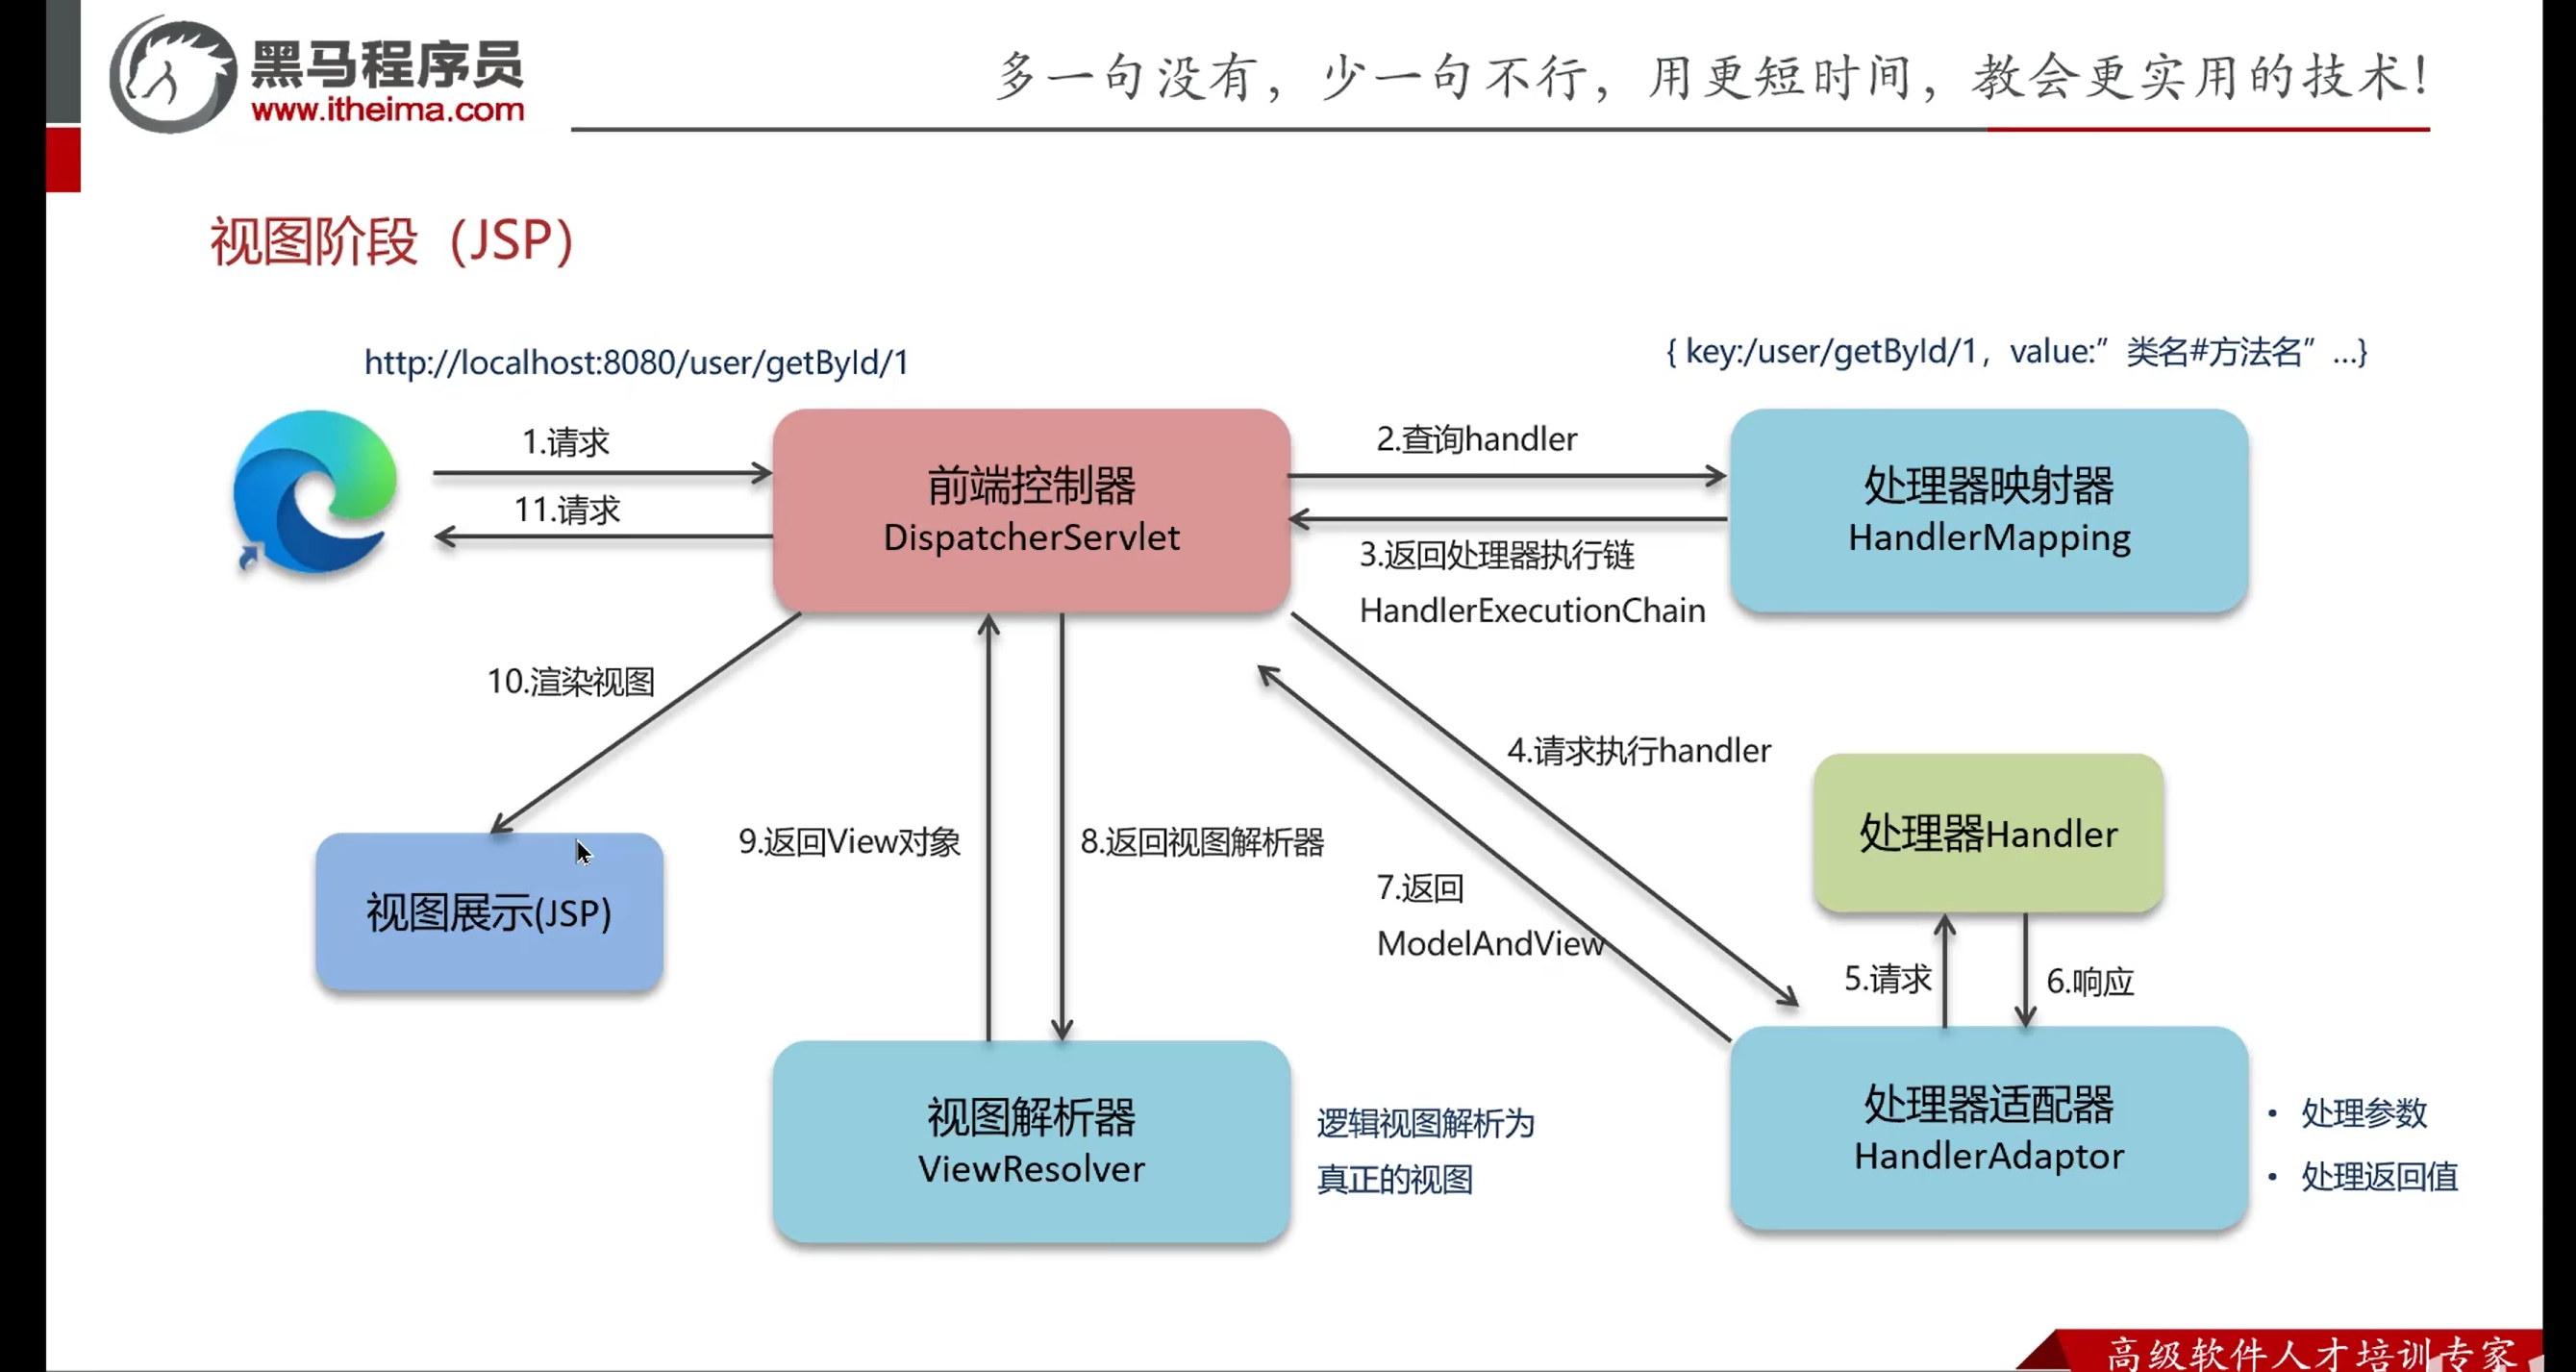 黑马程序员
www.itheima.com
多一句没有，少一句不行，用更短时间，教会更实用的技术！
视图阶段（JSP）
http://localhost:8080/user/getById/1
{ key:/user/getById/1，value:”类名#方法名”...}
1.请求
11.请求
前端控制器
DispatcherServlet
2.查询handler
3.返回处理器执行链
HandlerExecutionChain
处理器映射器
HandlerMapping
10.渲染视图
4.请求执行handler
处理器Handler
9.返回View对象
8.返回视图解析器
7.返回
ModelAndView
视图展示(JSP)
5.请求
6.响应
视图解析器
ViewResolver
逻辑视图解析为
真正的视图
处理器适配器
HandlerAdaptor
• 处理参数
• 处理返回值
高级软件人才培训专家